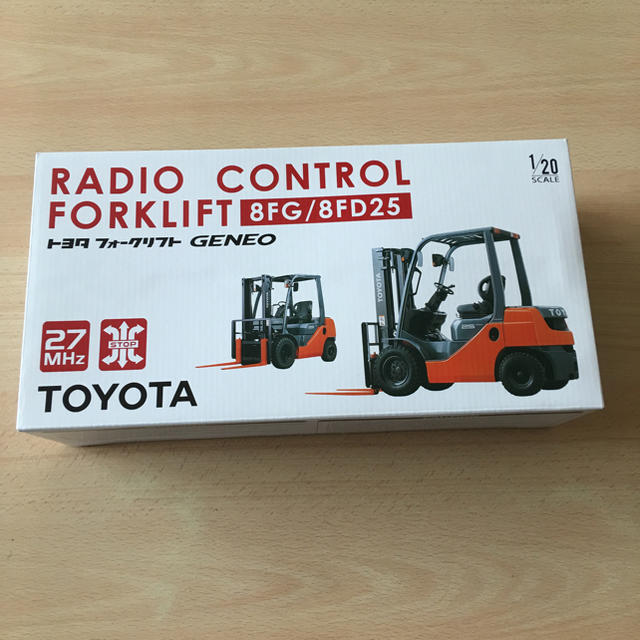 RADIO CONTROL
1/20
SCALE
FORKLIFT 8FG/8FD25
トヨタ フォークリフト GENEO
TOYOTA
27
MHz
STOP
TOYOTA